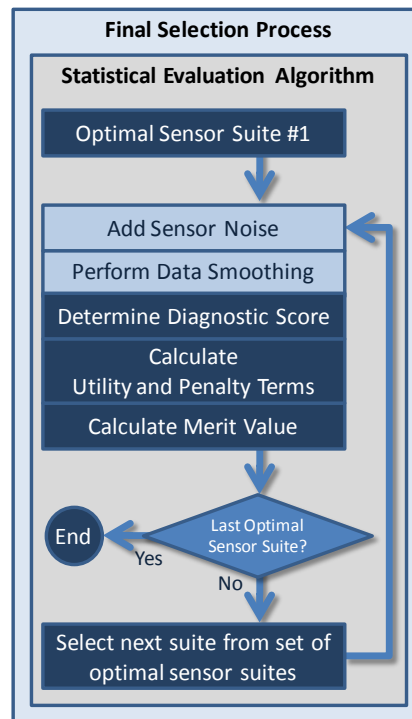 Final Selection Process
Statistical Evaluation Algorithm
Optimal Sensor Suite #1
Add Sensor Noise
Perform Data Smoothing
Determine Diagnostic Score
Calculate
Utility and Penalty Terms
Calculate Merit Value
Last Optimal
Sensor Suite?
End
Yes
No
Select next suite from set of
optimal sensor suites